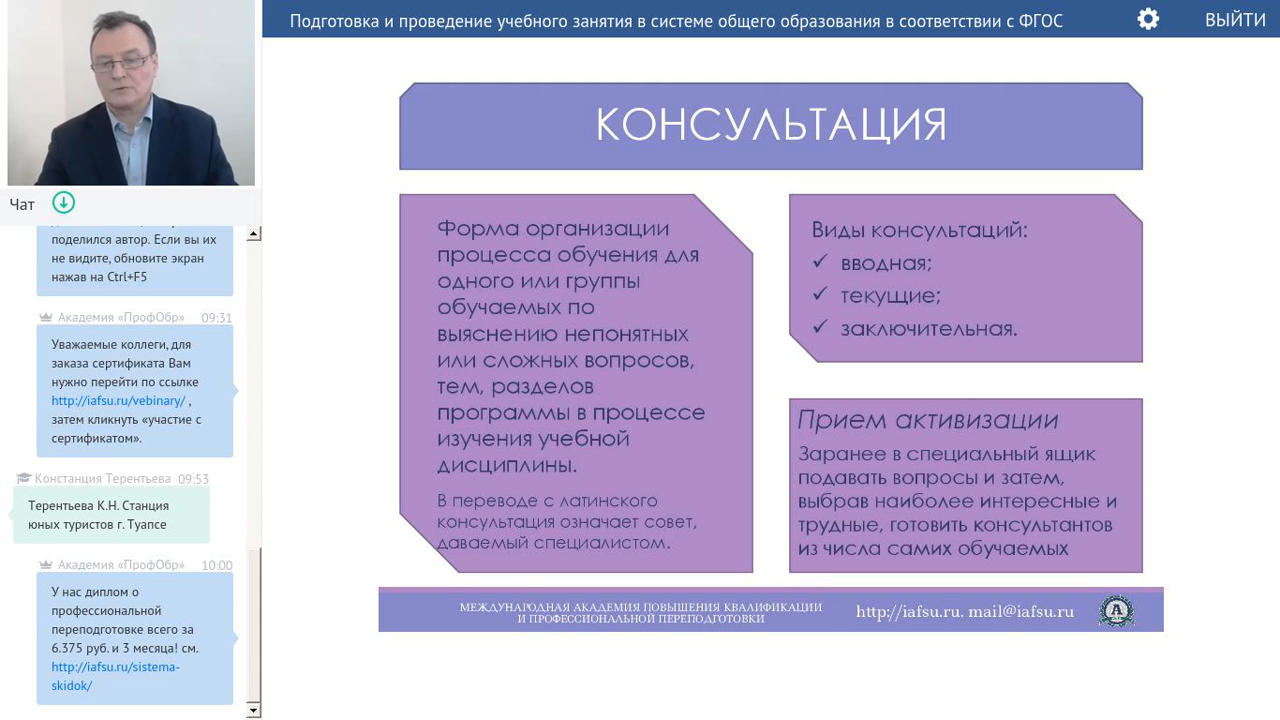 Подготовка и проведение учебного занятия в системе общего образования в соответствии с ФГОС
ВЫЙТИ
Чат
поделился автор. Если вы их
не видите, обновите экран
нажав на Ctrl+F5
Академия «ПрофОбр» 09:31
Уважаемые коллеги, для
заказа сертификата Вам
нужно перейти по ссылке
http://iafsu.ru/vebinary/ ,
затем кликнуть «участие с
сертификатом».
Констанция Терентьева 09:53
Терентьева К.Н. Станция
юных туристов г. Туапсе
Академия «ПрофОбр» 10:00
У нас диплом о
профессиональной
переподготовке всего за
6.375 руб. и 3 месяца! см.
http://iafsu.ru/sistema-
skidok/
КОНСУЛЬТАЦИЯ
Форма организации
процесса обучения для
одного или группы
обучаемых по
выяснению непонятных
или сложных вопросов,
тем, разделов
программы в процессе
изучения учебной
дисциплины.
В переводе с латинского
консультация означает совет,
даваемый специалистом.
Виды консультаций:
✓ вводная;
✓ текущие;
✓ заключительная.
Прием активизации
Заранее в специальный ящик
подавать вопросы и затем,
выбрав наиболее интересные и
трудные, готовить консультантов
из числа самих обучаемых
МЕЖДУНАРОДНАЯ АКАДЕМИЯ ПОВЫШЕНИЯ КВАЛИФИКАЦИИ
И ПРОФЕССИОНАЛЬНОЙ ПЕРЕПОДГОТОВКИ
http://iafsu.ru. mail@iafsu.ru